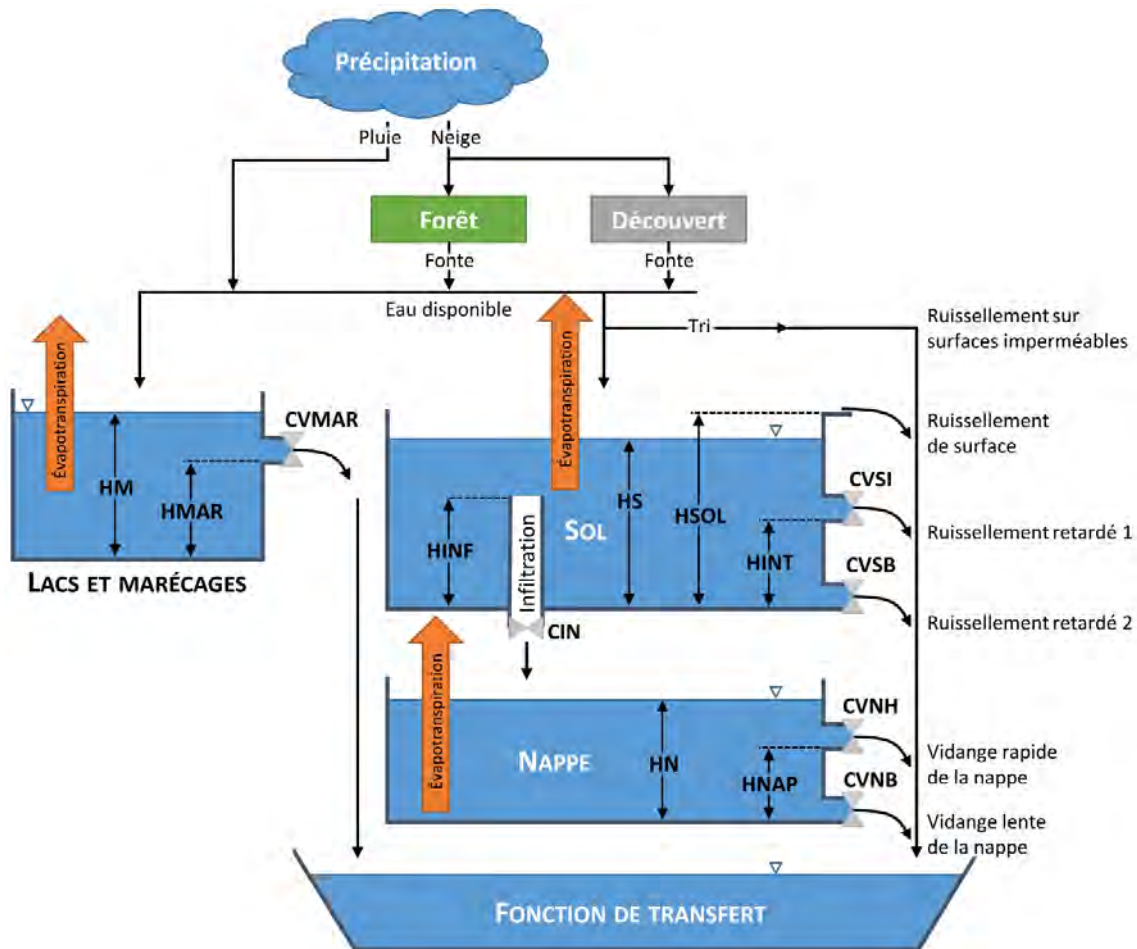 Précipitation
Pluie
Neige
Forêt
Découvert
Fonte
Fonte
Eau disponible
Tri
Ruissellement sur
surfaces imperméables
Évapotranspiration
Évapotranspiration
CVMAR
HM
HMAR
LACS ET MARÉCAGES
Ruissellement
de surface
HS
HSOL
CVSI
HINF
Infiltration
SOL
HINT
Ruissellement retardé 1
CVSB
CIN
Ruissellement retardé 2
Évapotranspiration
CVNH
NAPPE
HN
HNAP
Vidange rapide
de la nappe
CVNB
Vidange lente
de la nappe
FONCTION DE TRANSFERT